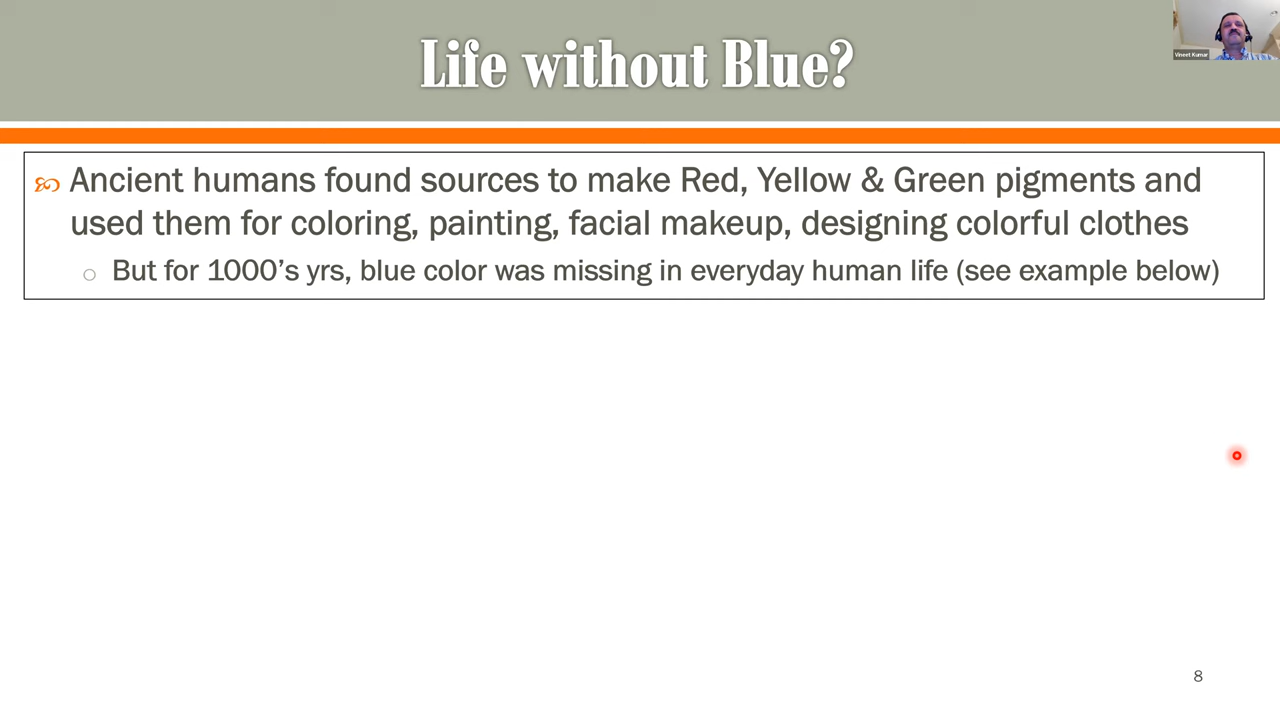 Life without Blue?
Vineet Kumar
Ancient humans found sources to make Red, Yellow & Green pigments and
used them for coloring, painting, facial makeup, designing colorful clothes
But for 1000’s yrs, blue color was missing in everyday human life (see example below)
8